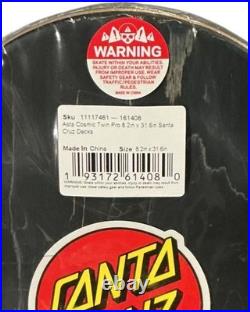 WARNING
SKATE WITHIN YOUR ABILITIES.
INJURY OR DEATH MAY RESULT
FROM IMPROPER USE. WEAR
SAFETY GEAR & FOLLOW
TRAFFIC/PEDESTRIAN
RULES.
MADE IN CHINA
Sku 11117461 — 161408
Asta Cosmic Twin Pro 8.2in x 31.6in Santa
Cruz Decks
Made In China Size 8.2in x 31.6in
1 93172 61408 0
SANTA
CRUZ